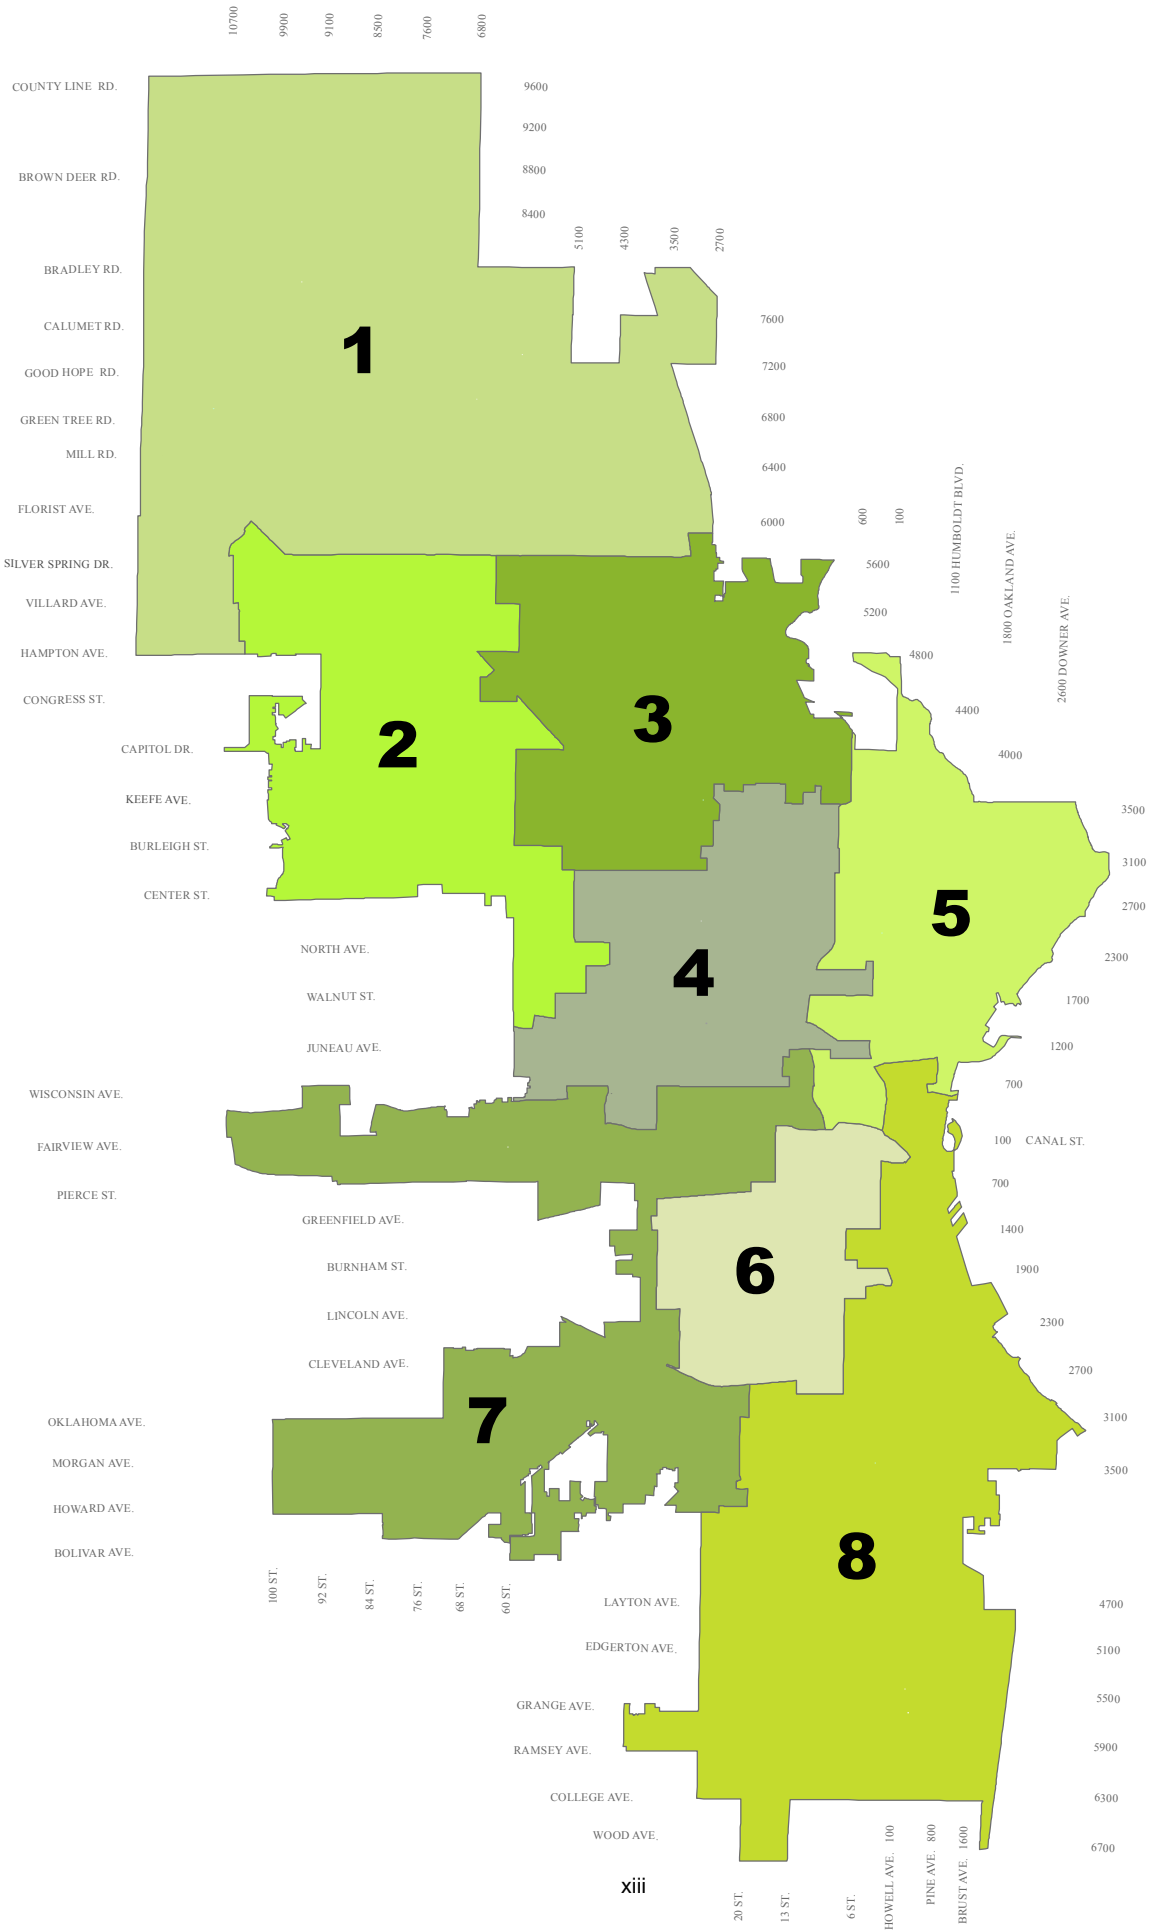 10700
9900
9100
8500
7600
6800
COUNTY LINE RD.
9600
9200
BROWN DEER RD.
8800
8400
5100
4300
3500
2700
BRADLEY RD.
CALUMET RD.
7600
1
GOOD HOPE RD.
7200
GREEN TREE RD.
6800
MILL RD.
6400
FLORIST AVE.
6000
600
100
1100 HUMBOLDT BLVD.
1800 OAKLAND AVE.
2600 DOWNER AVE.
SILVER SPRING DR.
5600
VILLARD AVE.
5200
HAMPTON AVE.
4800
CONGRESS ST.
4400
3
2
CAPITOL DR.
4000
KEEFE AVE.
3500
BURLEIGH ST.
3100
CENTER ST.
2700
5
NORTH AVE.
2300
4
WALNUT ST.
1700
JUNEAU AVE.
1200
WISCONSIN AVE.
700
FAIRVIEW AVE.
100 CANAL ST.
PIERCE ST.
700
GREENFIELD AVE.
1400
BURNHAM ST.
1900
6
LINCOLN AVE.
2300
CLEVELAND AVE.
2700
OKLAHOMA AVE.
7
3100
MORGAN AVE.
3500
HOWARD AVE.
BOLIVAR AVE.
8
100 ST.
92 ST.
84 ST.
76 ST.
68 ST.
60 ST.
LAYTON AVE.
4700
EDGERTON AVE.
5100
GRANGE AVE.
5500
RAMSEY AVE.
5900
COLLEGE AVE.
6300
WOOD AVE.
6700
xiii
20 ST.
13 ST.
6 ST.
HOWELL AVE. 100
PINE AVE. 800
BRUST AVE. 1600